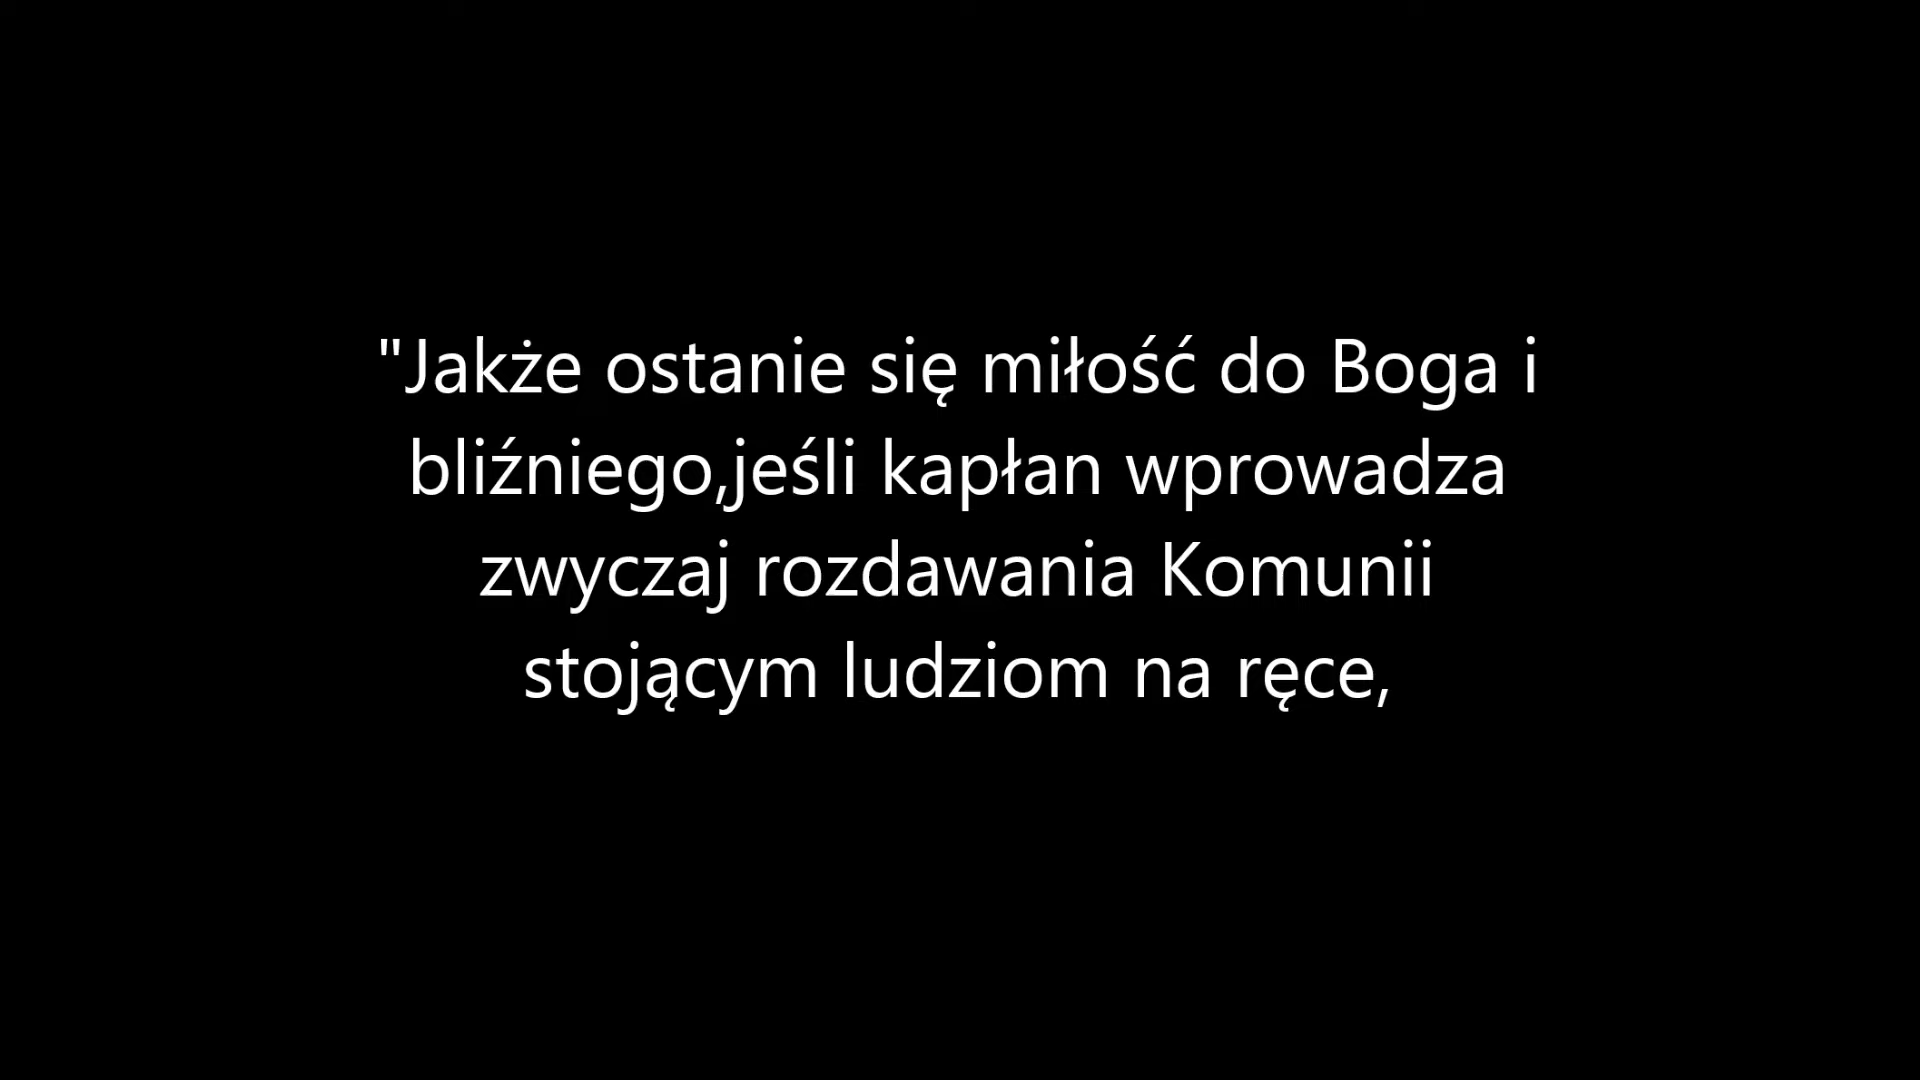 "Jakże ostanie się miłość do Boga i
bliźniego,jeśli kapłan wprowadza
zwyczaj rozdawania Komunii
stojącym ludziom na ręce,